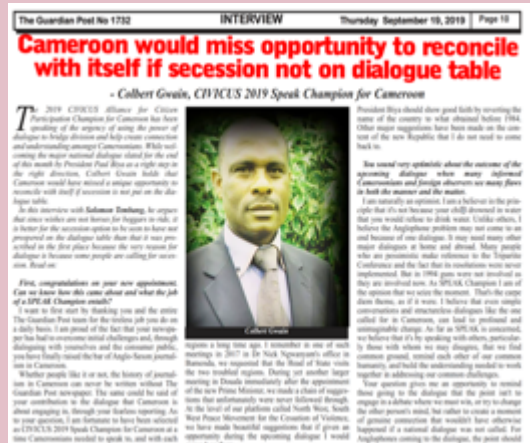 The Guardian Post No 1732
INTERVIEW
Thursday September 19, 2019
Page 10
Cameroon would miss opportunity to reconcile
with itself if secession not on dialogue table
- Colbert Gwain, CIVICUS 2019 Speak Champion for Cameroon
The 2019 CIVICUS Alliance for Citizen
Participation Champion for Cameroon has been
speaking of the urgency of using the power of
dialogue to bridge division and help create connection
and understanding amongst Cameroonians. While wel-
coming the major national dialogue slated for the end
of this month by President Paul Biya as a right step in
the right direction, Colbert Gwain holds that
Cameroon would have missed a unique opportunity to
reconcile with itself if secession is not put on the dia-
logue table.
In this interview with Solomon Tembang, he argues
that since wishes are not horses for beggars to ride, it
is better for the secession option to be seen to have not
prospered on the dialogue table than that it was pro-
scribed in the first place because the very reason for
dialogue is because some people are calling for seces-
sion. Read on:
First, congratulations on your new appointment.
Can we know how this came about and what the job
of a SPEAK Champion entails?
I want to first start by thanking you and the entire
The Guardian Post team for the tireless job you do on
a daily basis. I am proud of the fact that your newspa-
per has had to overcome initial challenges and, through
dialoguing with yourselves and the consumer public,
you have finally raised the bar of Anglo-Saxon journal-
ism in Cameroon.
Whether people like it or not, the history of journal-
ism in Cameroon can never be written without The
Guardian Post newspaper. The same could be said of
your contribution to the dialogue that Cameroon is
about engaging in, through your fearless reporting. As
to your question, I am fortunate to have been selected
as CIVICUS 2019 Speak Champion for Cameroon at a
time Cameroonians needed to speak to, and with each
Colbert Gwain
regions a long time ago. I remember in one of such
meetings in 2017 in Dr Nick Ngwanyam's office in
Bamenda, we requested that the Head of State visits
the two troubled regions. During yet another larger
meeting in Douala immediately after the appointment
of the new Prime Minister, we made a chain of sugges-
tions that unfortunately were never followed through.
At the level of our platform called North West, South
West Peace Movement for the Cessation of Violence,
we have made beautiful suggestions that if given an
opportunity during the upcoming dialogue I would
President Biya should show good faith by reverting the
name of the country to what obtained before 1984.
Other major suggestions have been made on the con-
tent of the new Republic that I do not need to come
back to.
You sound very optimistic about the outcome of the
upcoming dialogue when many informed
Cameroonians and foreign observers see many flaws
in both the manner and the matter.
I am naturally an optimist. I am a believer in the prin-
ciple that it's not because your child drowned in water
that you would refuse to drink water. Unlike others, I
believe the Anglophone problem may not come to an
end because of one dialogue. It may need many other
major dialogues at home and abroad. Many people
who are pessimistic make reference to the Tripartite
Conference and the fact that its resolutions were never
implemented. But in 1994 guns were not involved as
they are involved now. As SPEAK Champion I am of
the opinion that we seize the moment. That's the carpe
diem theme, as if it were. I believe that even simple
conversations and structureless dialogues like the one
called for in Cameroon, can lead to profound and
unimaginable change. As far as SPEAK is concerned,
we believe that it's by speaking with others, particular-
ly those with whom we may disagree, that we find
common ground, remind each other of our common
humanity, and build the understanding needed to work
together in addressing our common challenges.
Your question gives me an opportunity to remind
those going to the dialogue that the point isn't to
engage in a debate where we must win, or try to change
the other person's mind, but rather to create a moment
of genuine connection that wouldn't have otherwise
happened if a national dialogue was not called. For
Anglophones coming to the dialogue, the point should